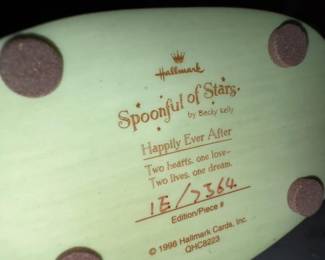 Hallmark
Spoonful of Stars
by Becky Kelly
Happily Ever After
Two hearts, one love-
Two lives, one dream.
1E/7364
Edition/Piece #
© 1998 Hallmark Cards, Inc.
QHC8223